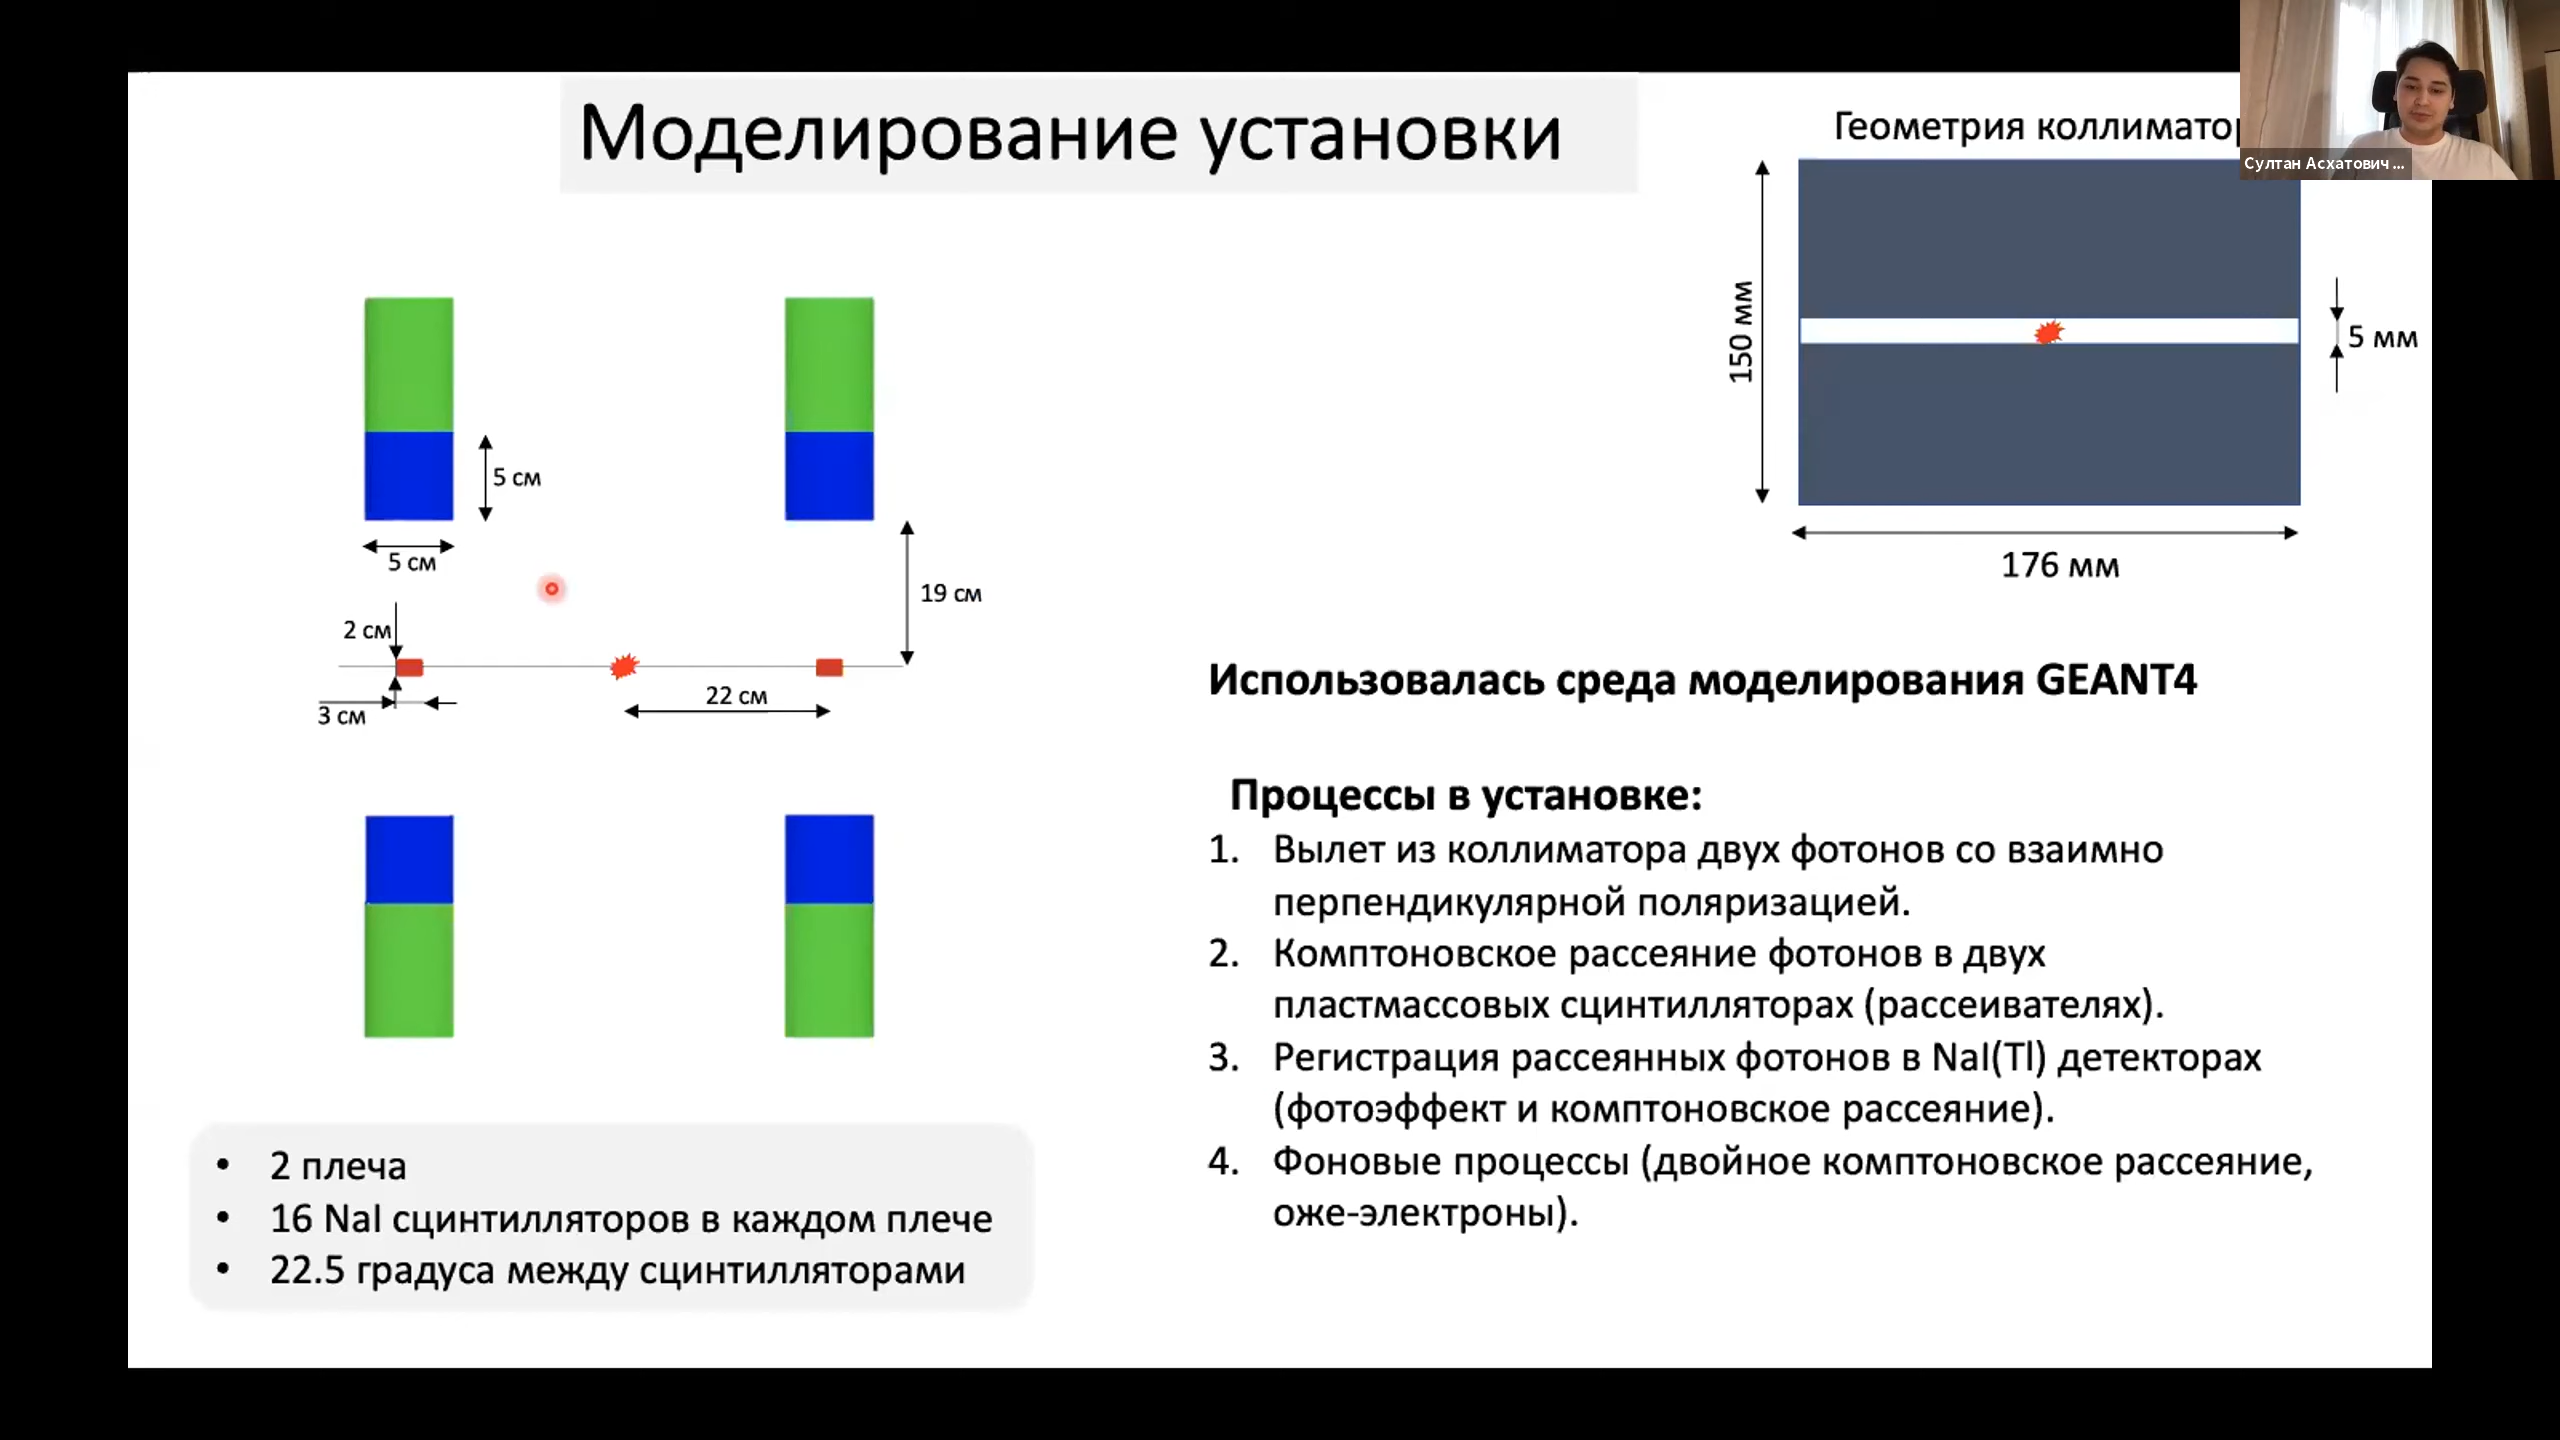 Моделирование установки
Геометрия
Султан Асхатович ...
150 мм
5 мм
176 мм
5 см
5 см
19 см
2 см
22 см
3 см
Использовалась среда моделирования GEANT4
Процессы в установке:
1. Вылет из коллиматора двух фотонов со взаимно
перпендикулярной поляризацией.
2. Комптоновское рассеяние фотонов в двух
пластмассовых сцинтилляторах (рассеивателях).
3. Регистрация рассеянных фотонов в NaI(Tl) детекторах
(фотоэффект и комптоновское рассеяние).
4. Фоновые процессы (двойное комптоновское рассеяние,
оже-электроны).
• 2 плеча
• 16 NaI сцинтилляторов в каждом плече
• 22.5 градуса между сцинтилляторами